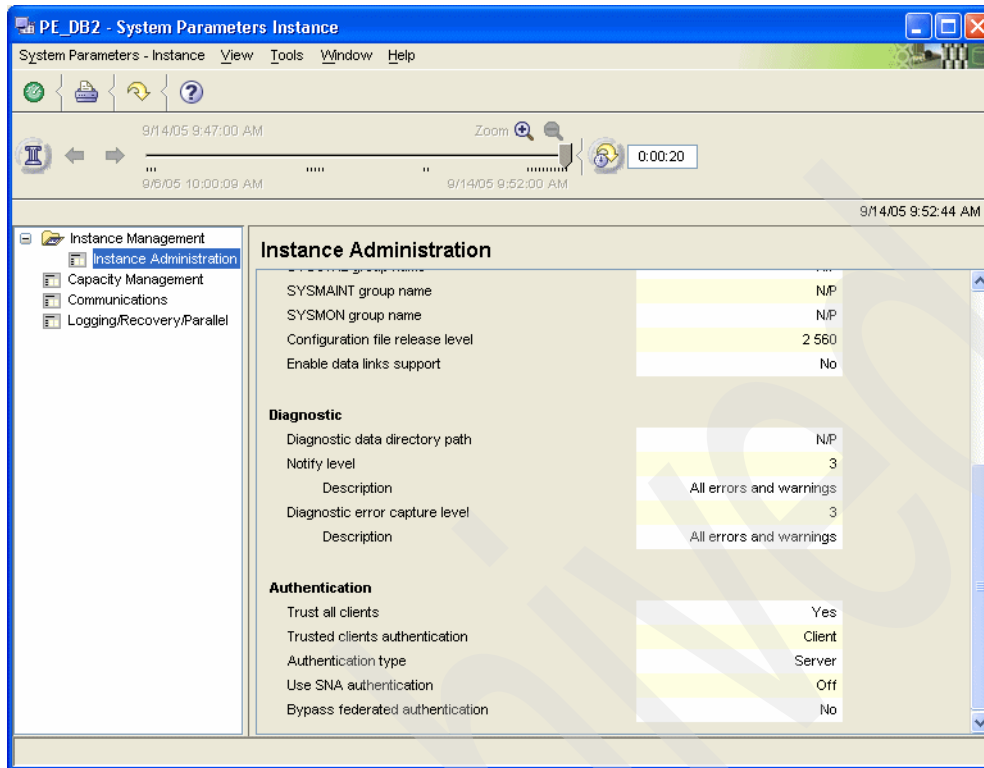 PE_DB2 - System Parameters Instance
System Parameters - Instance View Tools Window Help
9/14/05 9:47:00 AM
Zoom
0:00:20
9/6/05 10:00:09 AM
9/14/05 9:52:00 AM
9/14/05 9:52:44 AM
Instance Management
Instance Administration
Capacity Management
Communications
Logging/Recovery/Parallel
Instance Administration
group name
SYSMAINT group name N/P
SYSMON group name N/P
Configuration file release level 2 560
Enable data links support No
Diagnostic
Diagnostic data directory path N/P
Notify level 3
Description All errors and warnings
Diagnostic error capture level 3
Description All errors and warnings
Authentication
Trust all clients Yes
Trusted clients authentication Client
Authentication type Server
Use SNA authentication Off
Bypass federated authentication No